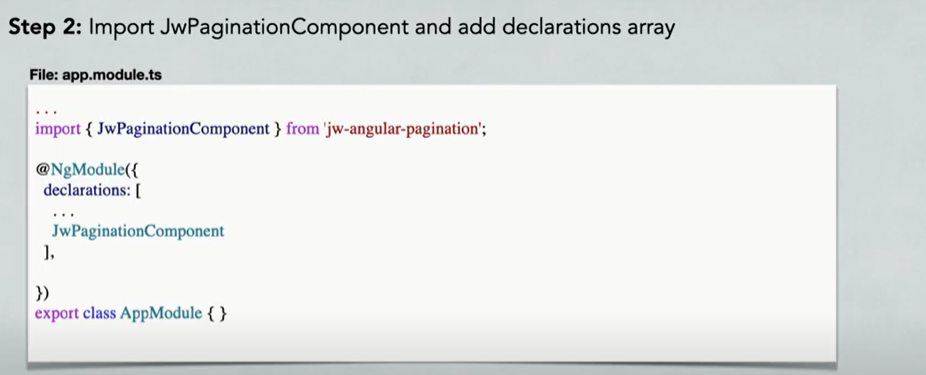 Step 2: Import JwPaginationComponent and add declarations array
File: app.module.ts
...
import { JwPaginationComponent } from 'jw-angular-pagination';
@NgModule({
declarations: [
...
JwPaginationComponent
],
})
export class AppModule { }